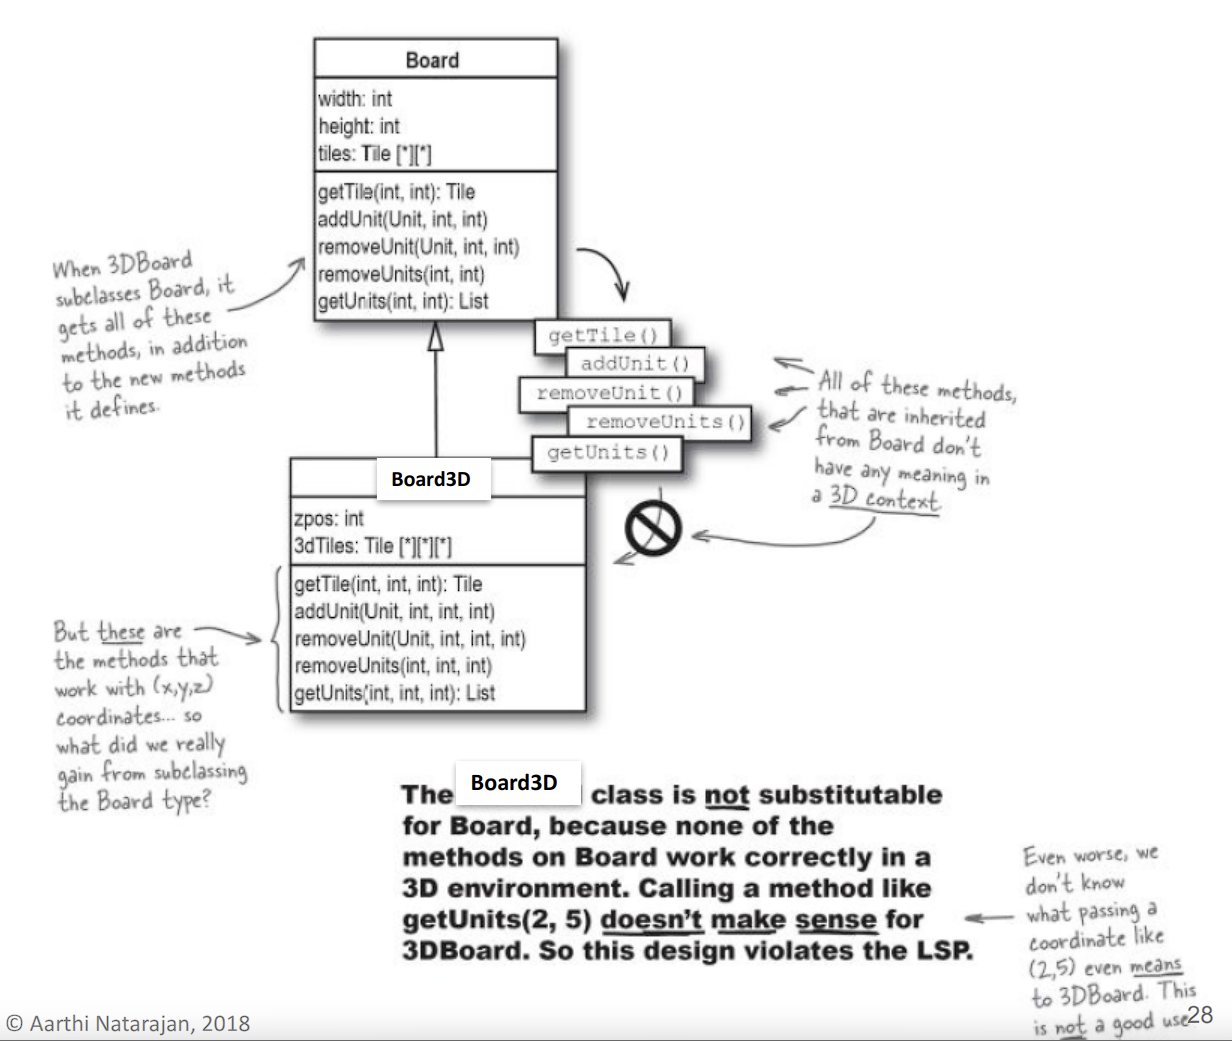 Board
width: int
height: int
tiles: Tile [*][*]
getTile(int, int): Tile
addUnit(Unit, int, int)
removeUnit(Unit, int, int)
removeUnits(int, int)
getUnits(int, int): List
When 3DBoard
subclasses Board, it
gets all of these
methods, in addition
to the new methods
it defines.
getTile()
addUnit()
removeUnit()
removeUnits()
getUnits()
All of these methods,
that are inherited
from Board don't
have any meaning in
a 3D context
Board3D
zpos: int
3dTiles: Tile [*][*][*]
getTile(int, int, int): Tile
addUnit(Unit, int, int, int)
removeUnit(Unit, int, int, int)
removeUnits(int, int, int)
getUnits(int, int, int): List
But these are
the methods that
work with (x,y,z)
coordinates... so
what did we really
gain from subclassing
the Board type?
The Board3D class is not substitutable
for Board, because none of the
methods on Board work correctly in a
3D environment. Calling a method like
getUnits(2, 5) doesn't make sense for
3DBoard. So this design violates the LSP.
Even worse, we
don't know
what passing a
coordinate like
(2,5) even means
to 3DBoard. This
is not a good use
© Aarthi Natarajan, 2018
28